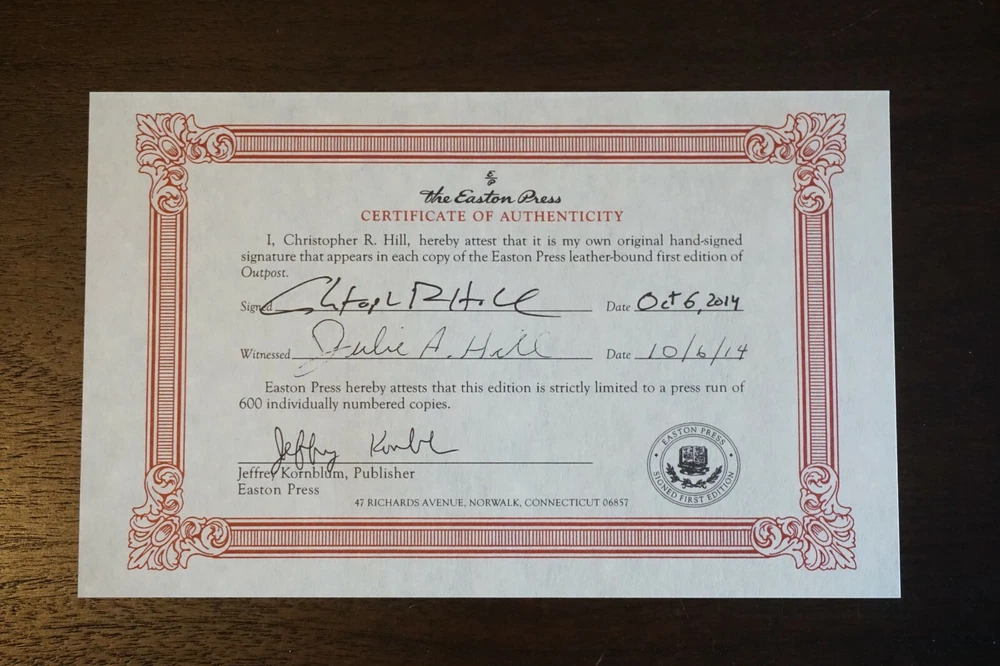 E/P
the Easton Press
CERTIFICATE OF AUTHENTICITY
I, Christopher R. Hill, hereby attest that it is my own original hand-signed
signature that appears in each copy of the Easton Press leather-bound first edition of
Outpost.
Signed Christoph R Hill Date Oct 6, 2014
Witnessed Julie A. Hill Date 10/6/14
Easton Press hereby attests that this edition is strictly limited to a press run of
600 individually numbered copies.
Jeffrey
Jeffrey Kornblum, Publisher
Easton Press
EASTON PRESS
SIGNED FIRST EDITION
47 RICHARDS AVENUE, NORWALK, CONNECTICUT 06857